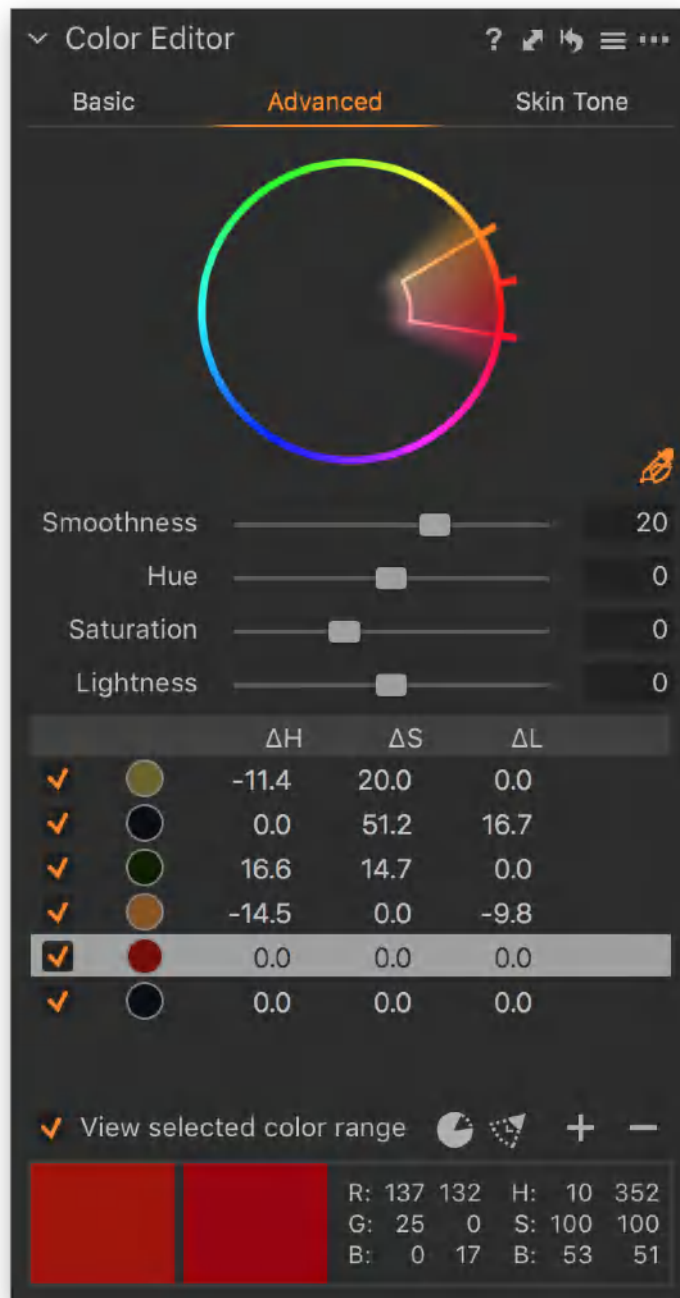 Color Editor ?
Basic Advanced Skin Tone
Smoothness 20
Hue 0
Saturation 0
Lightness 0
ΔH ΔS ΔL
-11.4 20.0 0.0
0.0 51.2 16.7
16.6 14.7 0.0
-14.5 0.0 -9.8
0.0 0.0 0.0
0.0 0.0 0.0
View selected color range
R: 137 132 H: 10 352
G: 25 0 S: 100 100
B: 0 17 B: 53 51